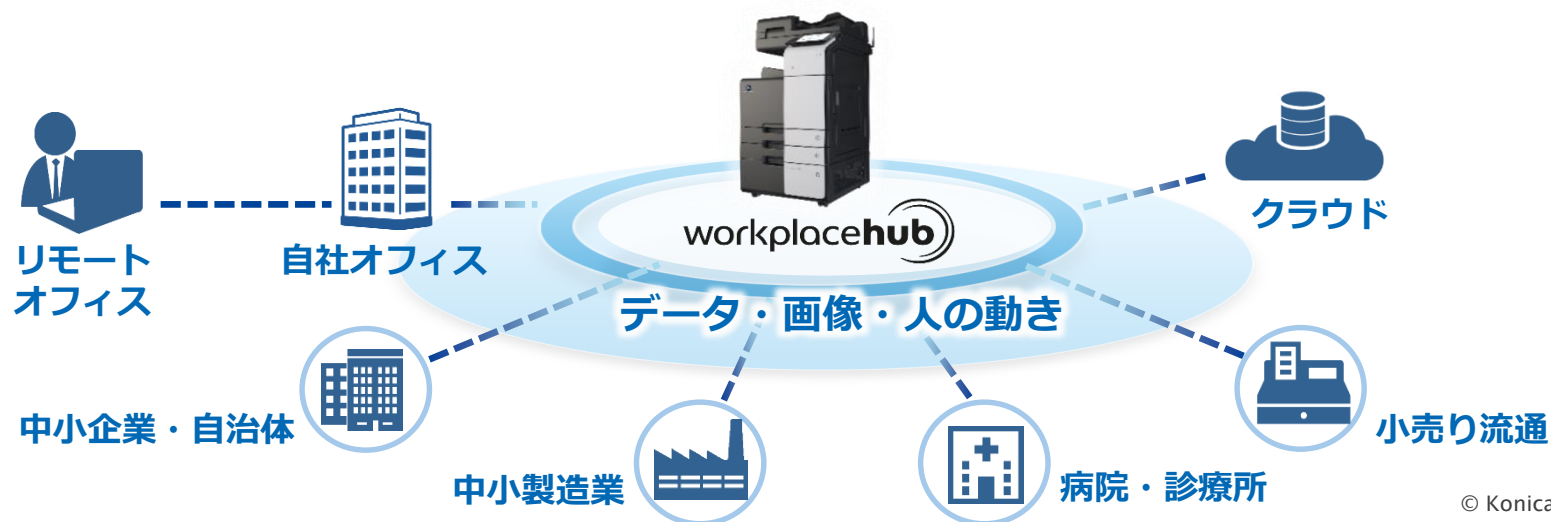 workplacehub
クラウド
リモート
オフィス
自社オフィス
データ・画像・人の動き
中小企業・自治体
小売り流通
中小製造業
病院・診療所
© Konica